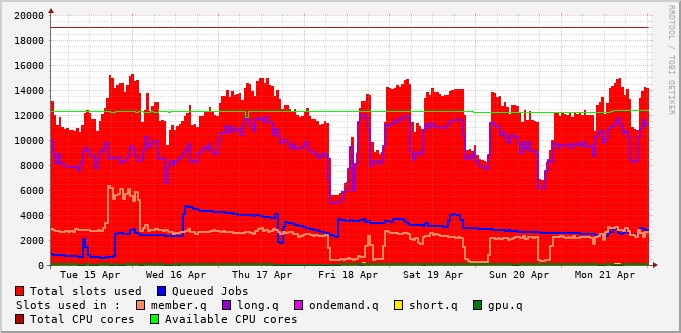 20000
18000
16000
14000
12000
10000
8000
6000
4000
2000
0
Tue 15 Apr Wed 16 Apr Thu 17 Apr Fri 18 Apr Sat 19 Apr Sun 20 Apr Mon 21 Apr
RRDTOOL / TOBI OETIKER
Total slots used Queued Jobs
Slots used in : member.q long.q ondemand.q short.q gpu.q
Total CPU cores Available CPU cores